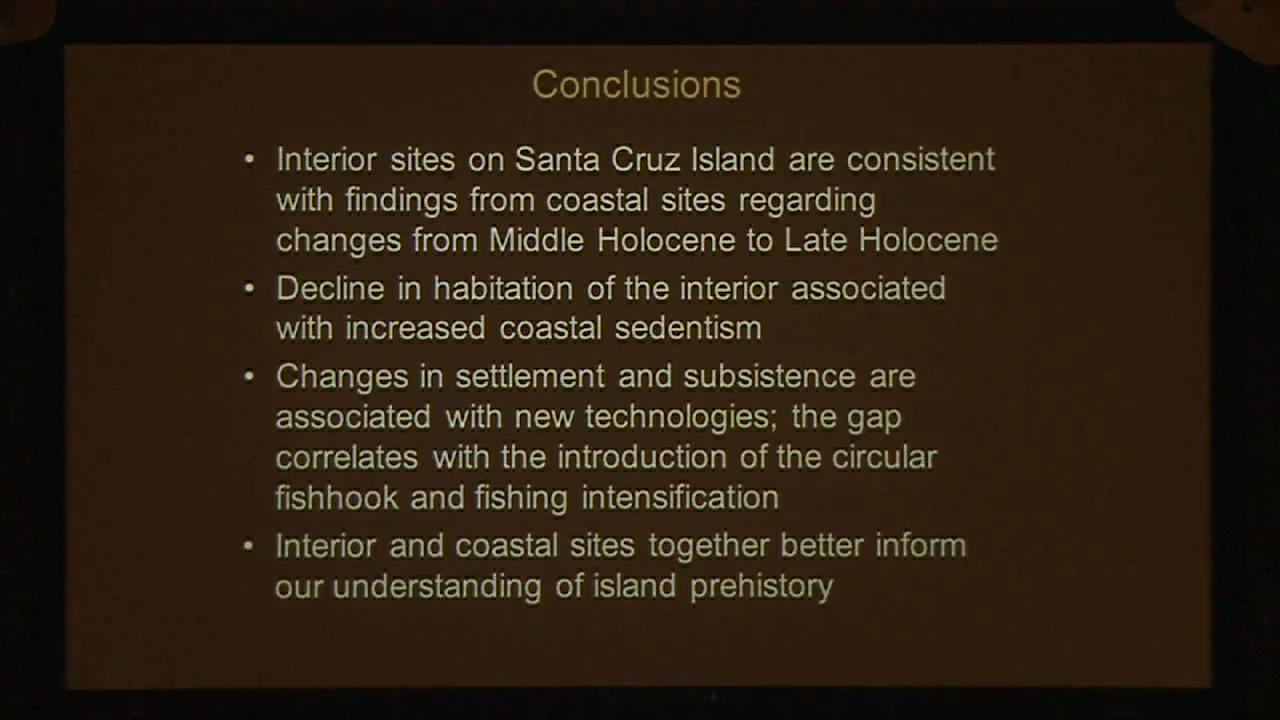 Conclusions
• Interior sites on Santa Cruz Island are consistent
with findings from coastal sites regarding
changes from Middle Holocene to Late Holocene
• Decline in habitation of the interior associated
with increased coastal sedentism
• Changes in settlement and subsistence are
associated with new technologies; the gap
correlates with the introduction of the circular
fishhook and fishing intensification
• Interior and coastal sites together better inform
our understanding of island prehistory